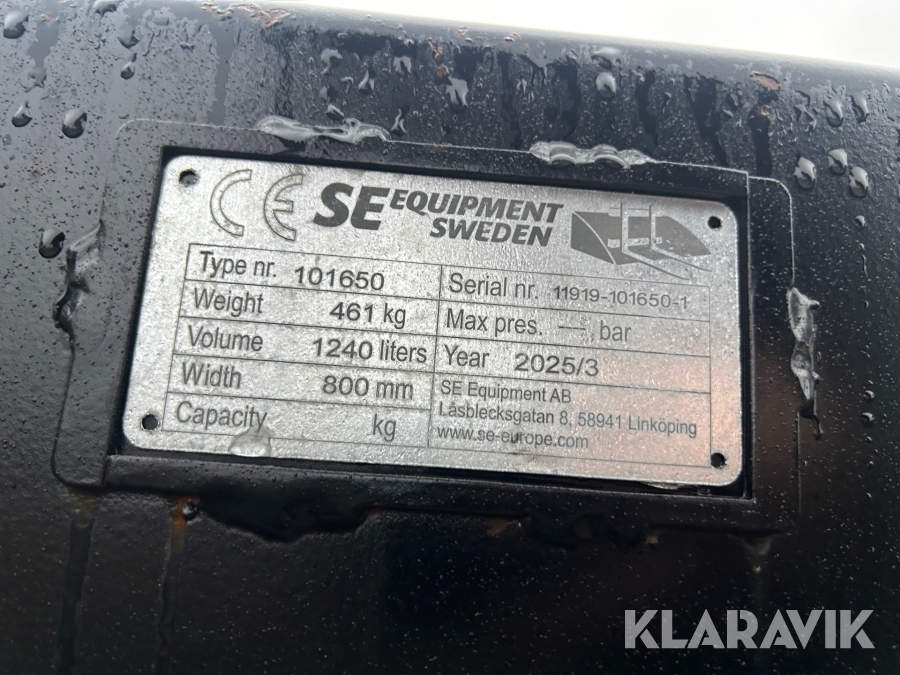 CE SE EQUIPMENT SWEDEN
Type nr. 101650
Weight 461 kg
Volume 1240 liters
Width 800 mm
Capacity kg
Serial nr. 11919-101650-1
Max pres. ---, bar
Year 2025/3
SE Equipment AB
Låsblecksgatan 8, 58941 Linköping
www.se-europe.com
KLARAVIK